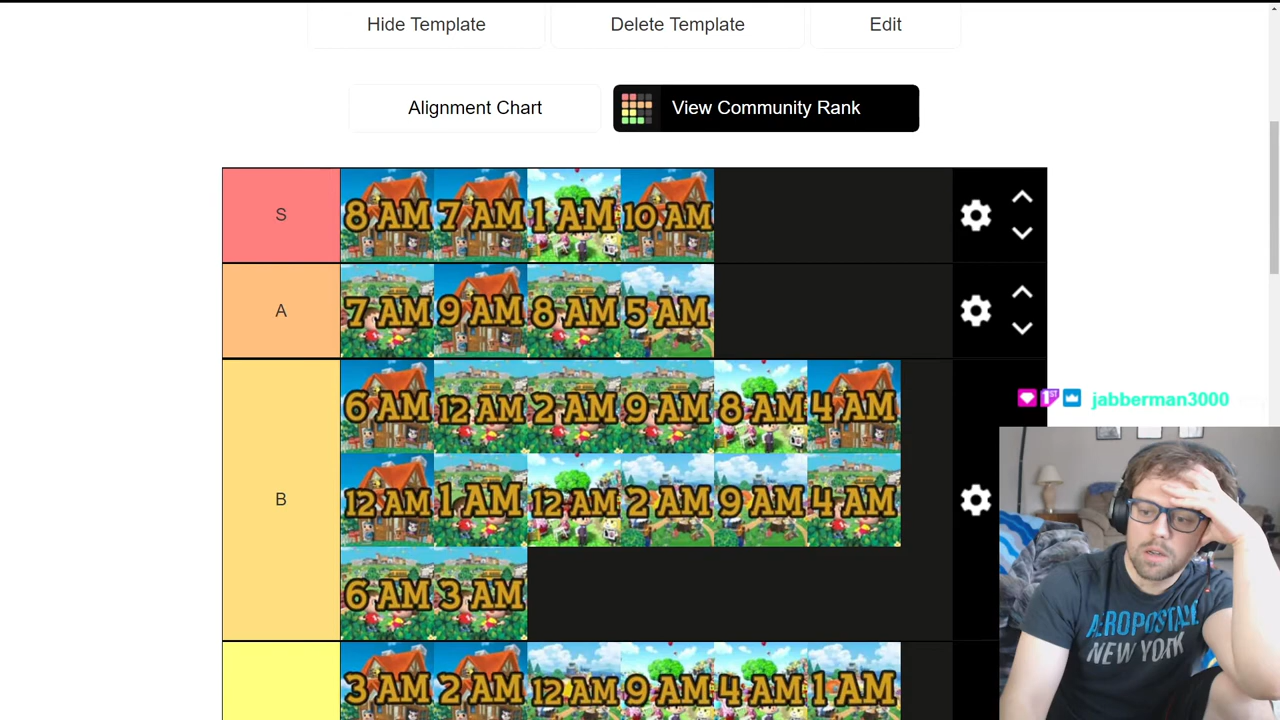 Hide Template Delete Template Edit
Alignment Chart View Community Rank
S 8 AM 7 AM 1 AM 10 AM
A 7 AM 9 AM 8 AM 5 AM
B 6 AM 12 AM 2 AM 9 AM 8 AM 4 AM
12 AM 1 AM 12 AM 2 AM 9 AM 4 AM
6 AM 3 AM
3 AM 2 AM 12 AM 9 AM 4 AM 1 AM
1ST jabberman3000
AEROPOSTALE
NEW YORK